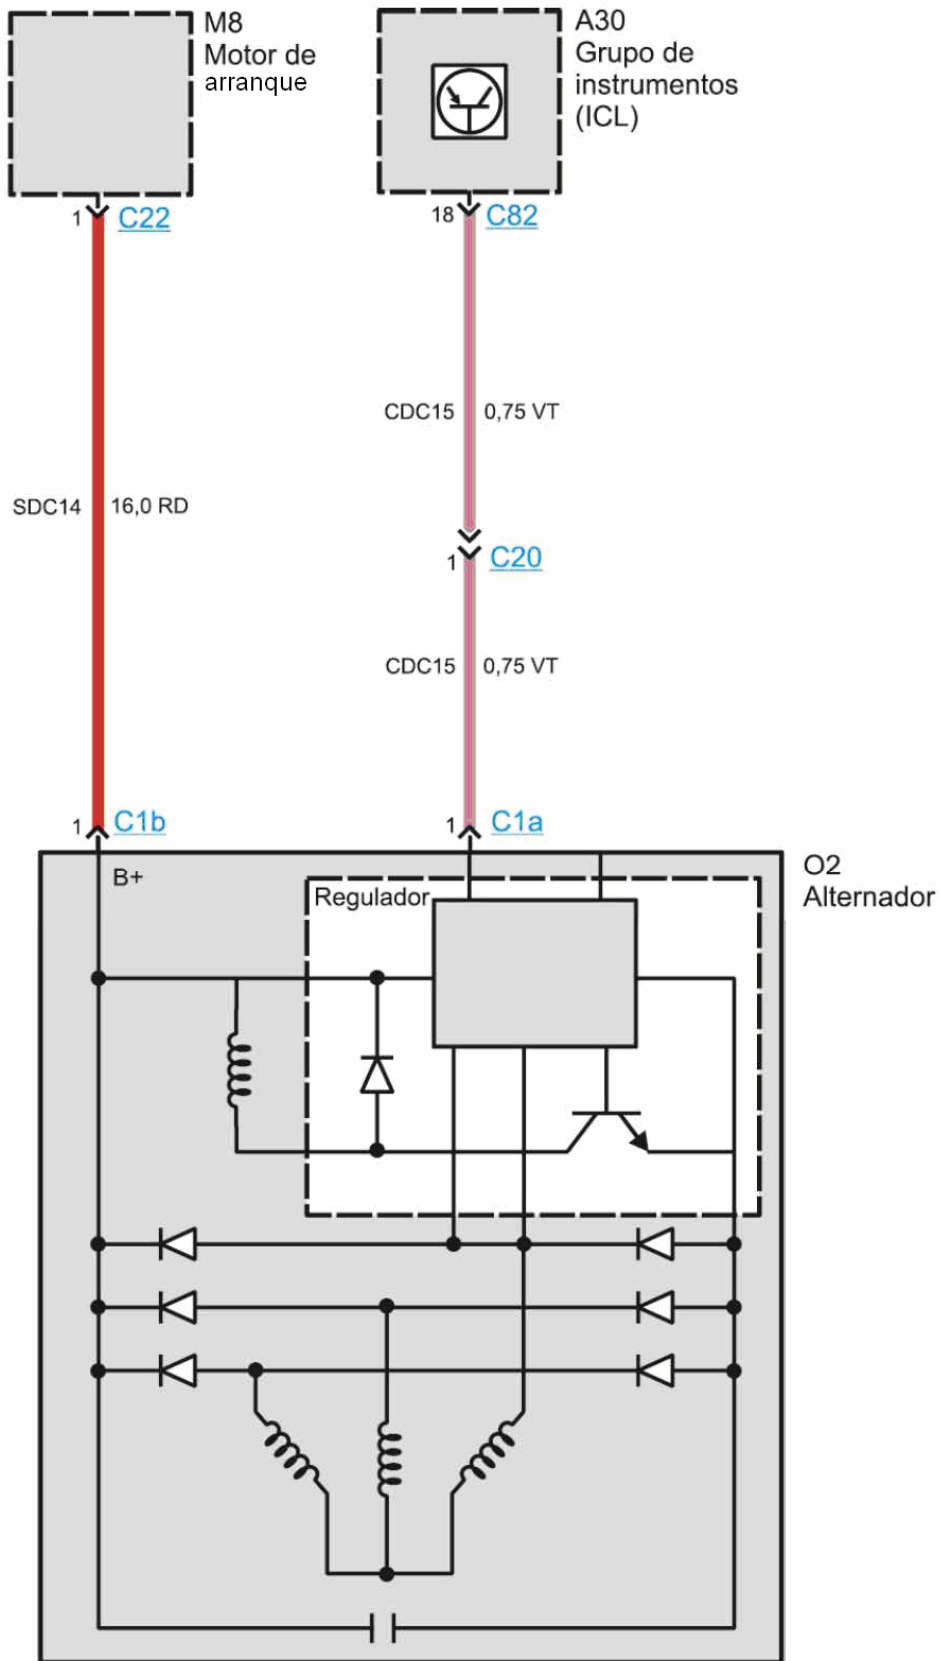 M8
Motor de
arranque
A30
Grupo de
instrumentos
(ICL)
1 C22
18 C82
CDC15 0,75 VT
SDC14 16,0 RD
1 C20
CDC15 0,75 VT
1 C1b
1 C1a
B+
Regulador
O2
Alternador